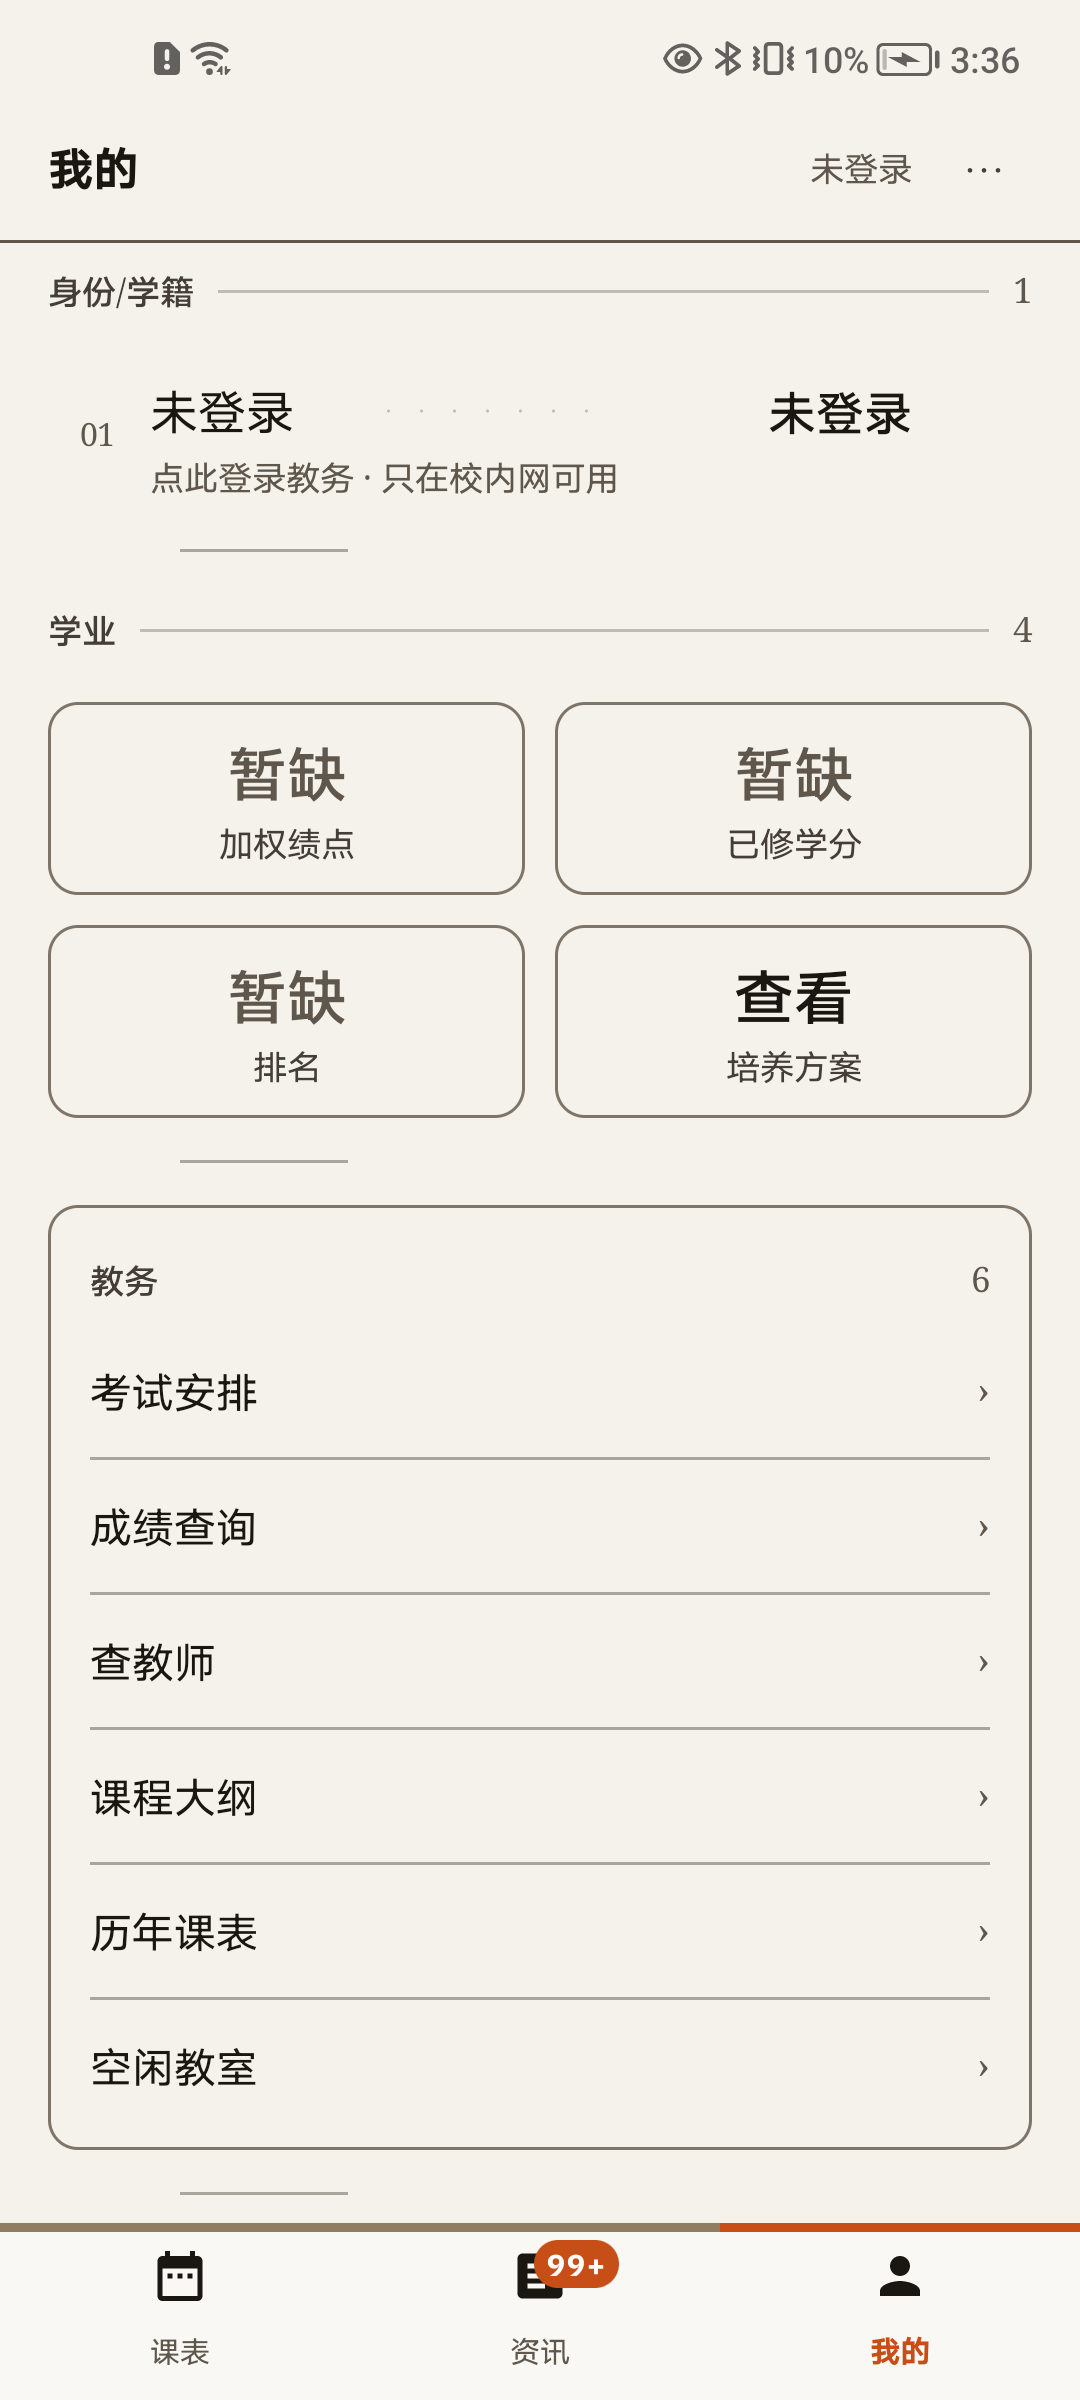 10% 3:36
我的 未登录 ···
身份/学籍 1
01 未登录 · · · · · · · 未登录
点此登录教务 · 只在校内网可用
学业 4
暂缺 暂缺
加权绩点 已修学分
暂缺 查看
排名 培养方案
教务 6
考试安排 ›
成绩查询 ›
查教师 ›
课程大纲 ›
历年课表 ›
空闲教室 ›
99+
课表 资讯 我的